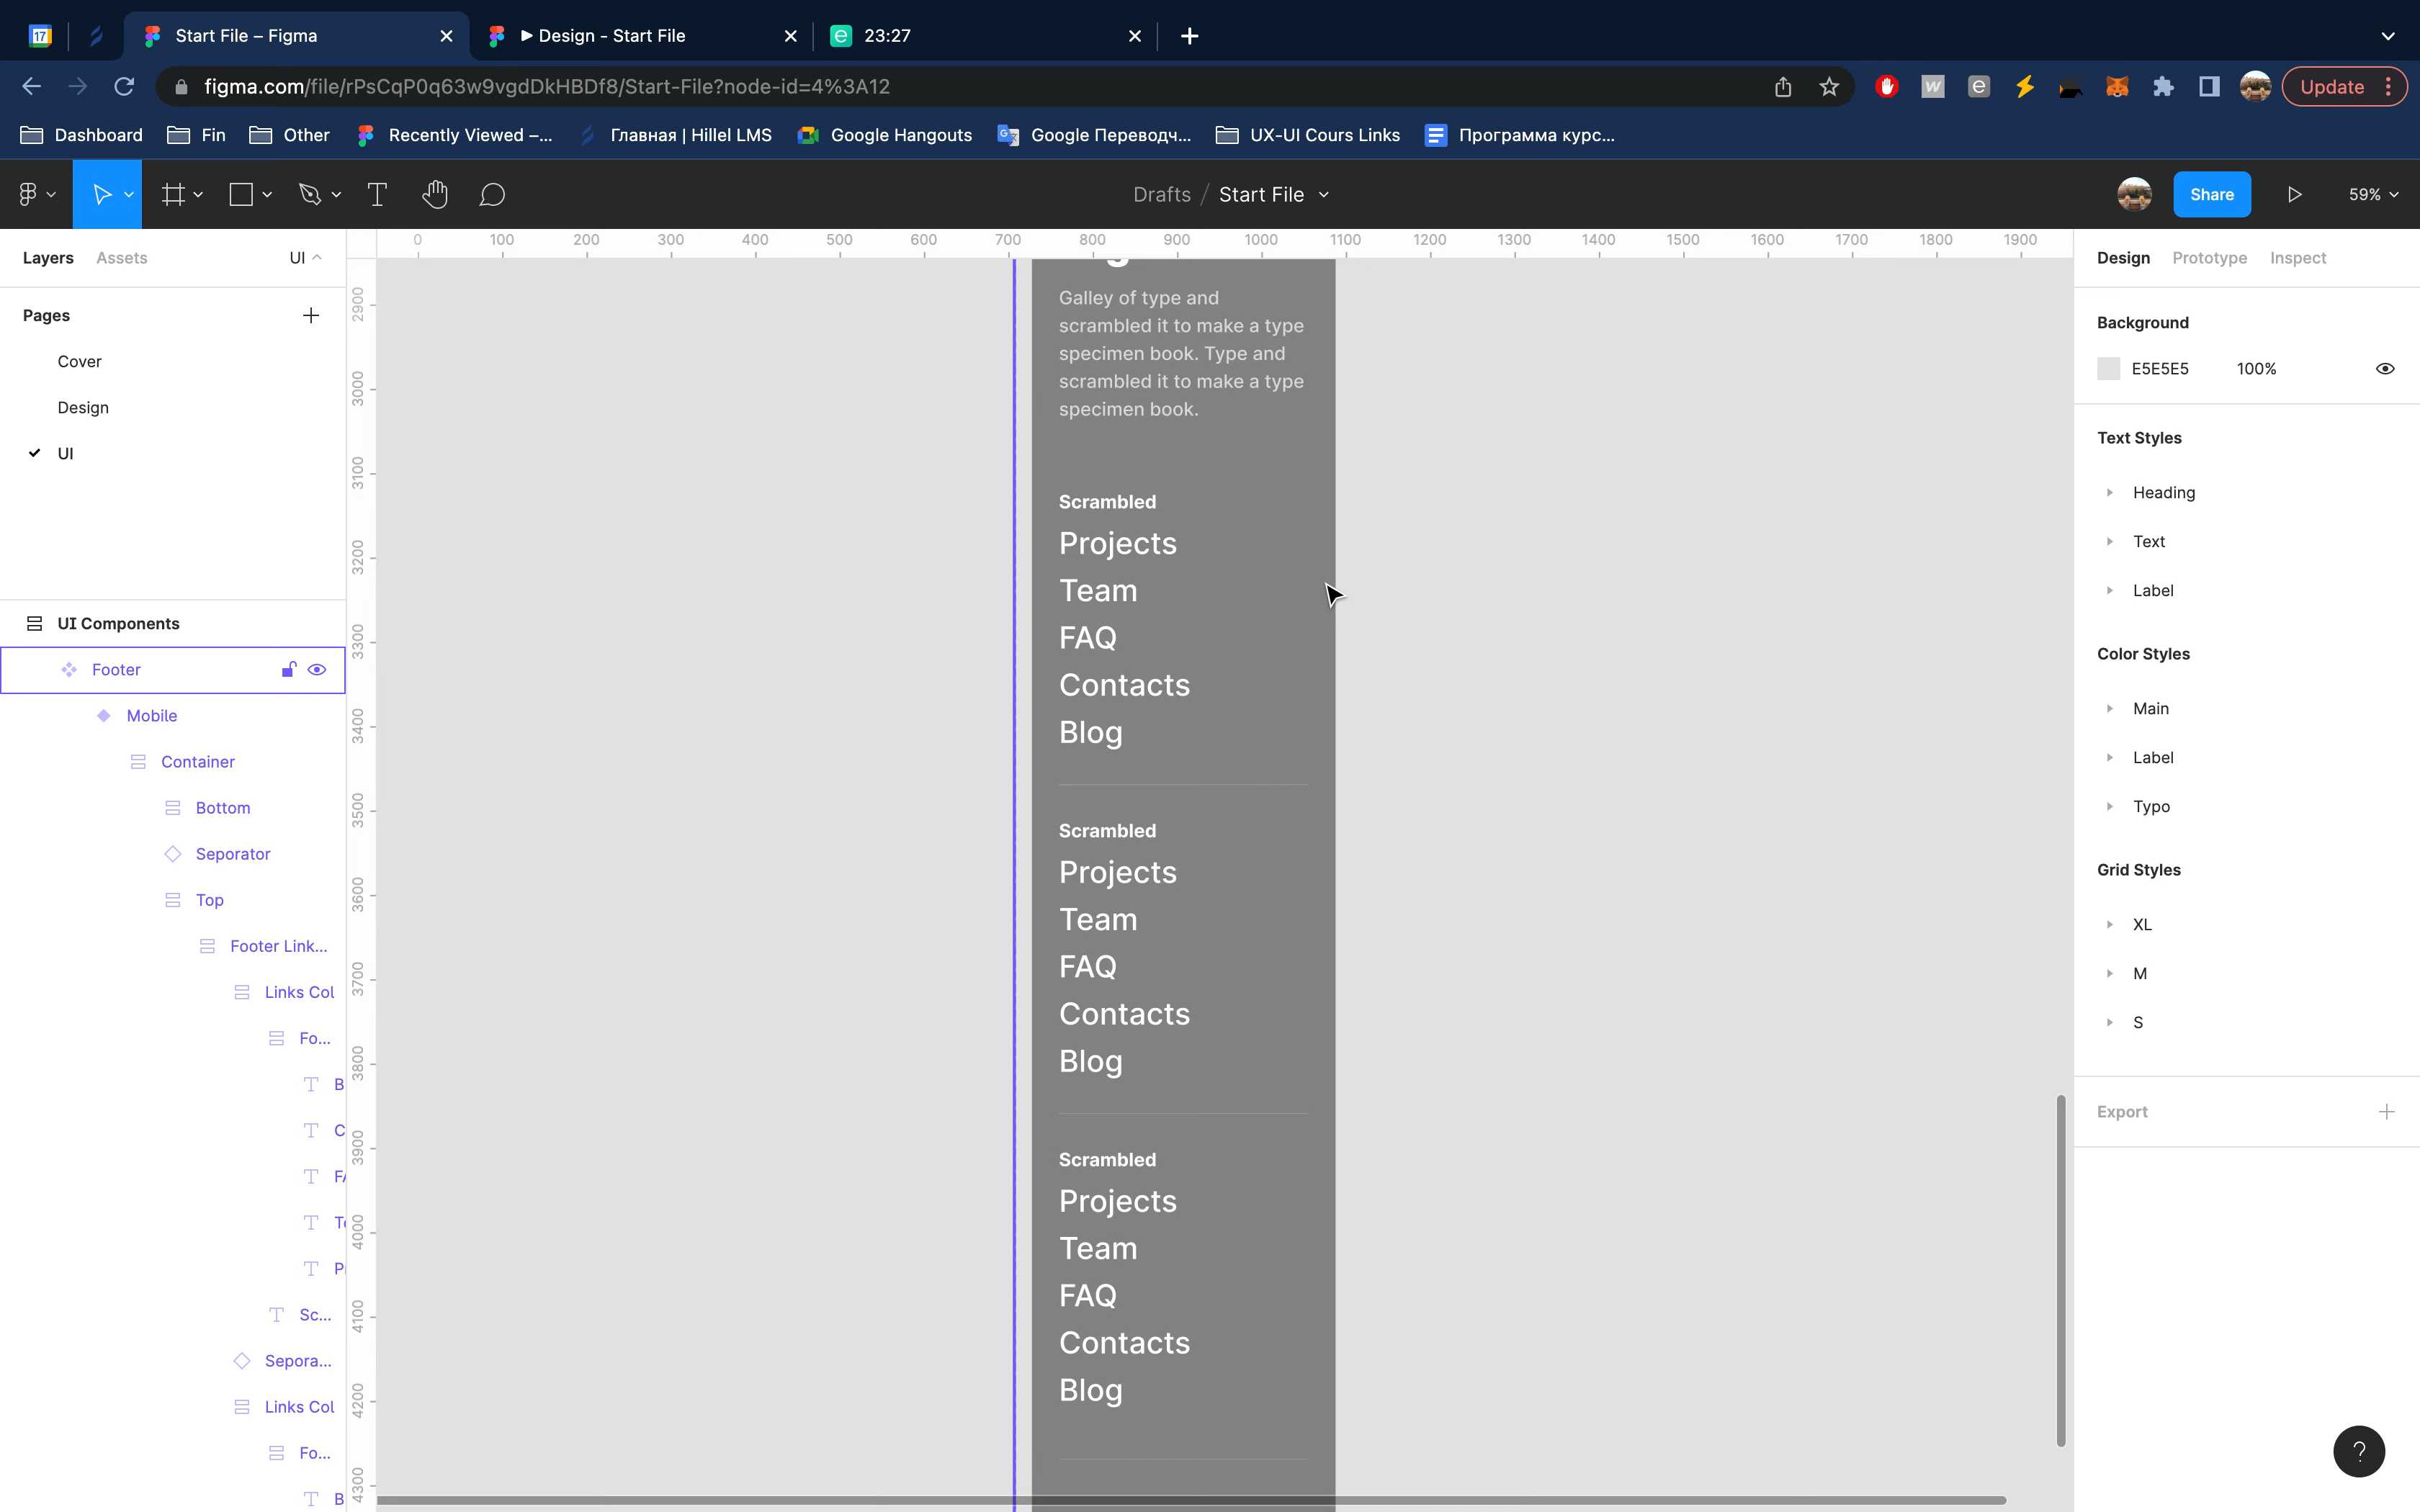 17
Start File – Figma
Design - Start File
e 23:27
figma.com/file/rPsCqP0q63w9vgdDkHBDf8/Start-File?node-id=4%3A12
W
e
Update
Dashboard
Fin
Other
Recently Viewed –...
Главная | Hillel LMS
Google Hangouts
Google Переводч...
UX-UI Cours Links
Программа курс...
Drafts / Start File
Share
59%
Layers
Assets
UI
0 100 200 300 400 500 600 700 800 900 1000 1100 1200 1300 1400 1500 1600 1700 1800 1900
Design
Prototype
Inspect
Pages
Cover
Design
UI
UI Components
Footer
Mobile
Container
Bottom
Seporator
Top
Footer Link...
Links Col
Fo...
B
C
FA
Te
P
Sc...
Sepora...
Links Col
Fo...
B
2900
3000
3100
3200
3300
3400
3500
3600
3700
3800
3900
4000
4100
4200
4300
Galley of type and
scrambled it to make a type
specimen book. Type and
scrambled it to make a type
specimen book.
Scrambled
Projects
Team
FAQ
Contacts
Blog
Scrambled
Projects
Team
FAQ
Contacts
Blog
Scrambled
Projects
Team
FAQ
Contacts
Blog
Background
E5E5E5 100%
Text Styles
Heading
Text
Label
Color Styles
Main
Label
Typo
Grid Styles
XL
M
S
Export
?